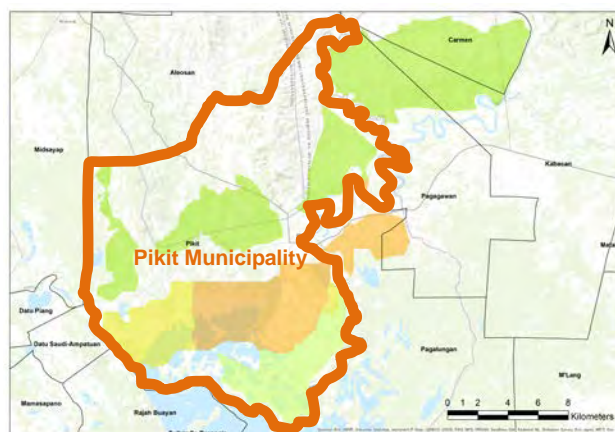 N
Carmen
Aleosan
Midsayap
Kabacan
Pagagawan
Pikit
Pikit Municipality
Datu Piang
Datu Saudi-Ampatuan
Pagalungan
M'Lang
Mamasapano
Rajah Buayan
0 1 2 4 6 8
Kilometers